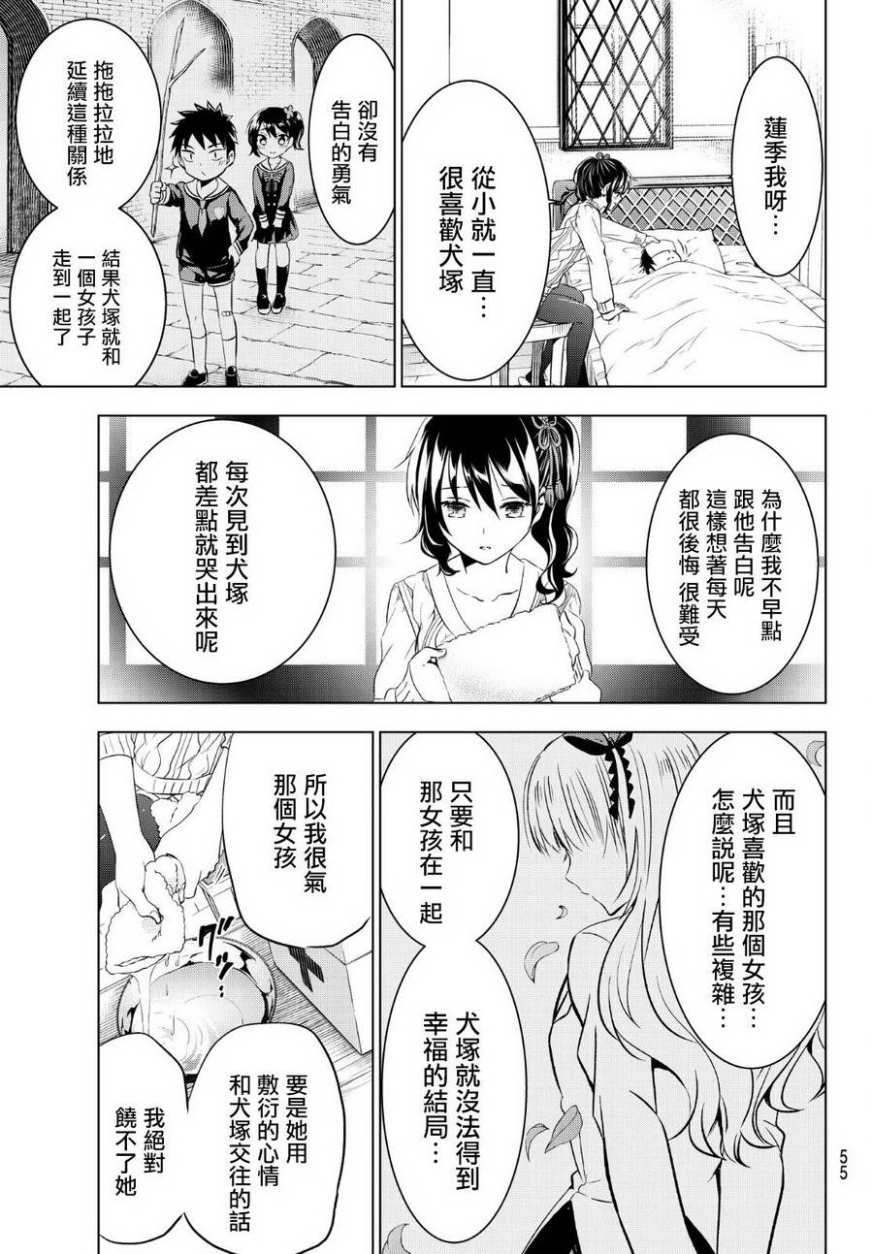 蓮季我呀…
從小就一直…
很喜歡犬塚
卻沒有
告白的勇氣
拖拖拉拉地
延續這種關係
結果犬塚就和
一個女孩子
走到一起了
為什麼我不早點
跟他告白呢
這樣想著每天
都很後悔 很難受
每次見到犬塚
都差點就哭出來呢
而且
犬塚喜歡的那個女孩…
怎麼說呢…有些複雜…
只要和
那女孩在一起
犬塚就沒法得到
幸福的結局…
所以我很氣
那個女孩
グッ
要是她用
敷衍的心情
和犬塚交往的話
我絕對
饒不了她
55